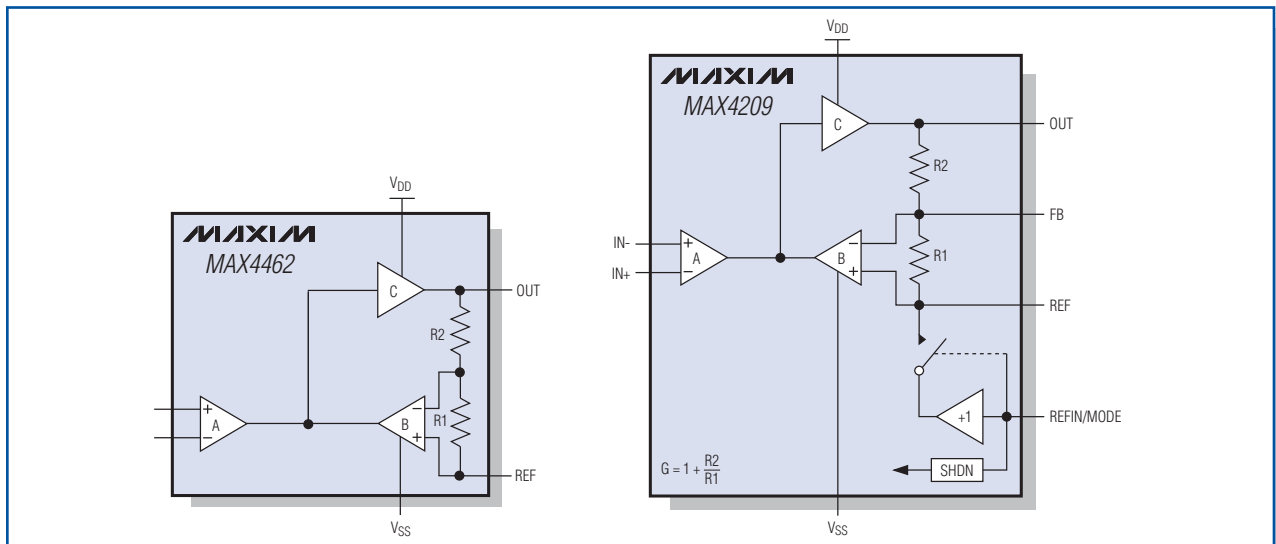 VDD
MAXIM
MAX4462
C
OUT
R2
+
-
A
-
+
B
R1
REF
VSS
VDD
MAXIM
MAX4209
C
OUT
R2
FB
IN-
IN+
+
-
A
-
+
B
R1
REF
+1
REFIN/MODE
SHDN
G = 1 + R2
R1
VSS